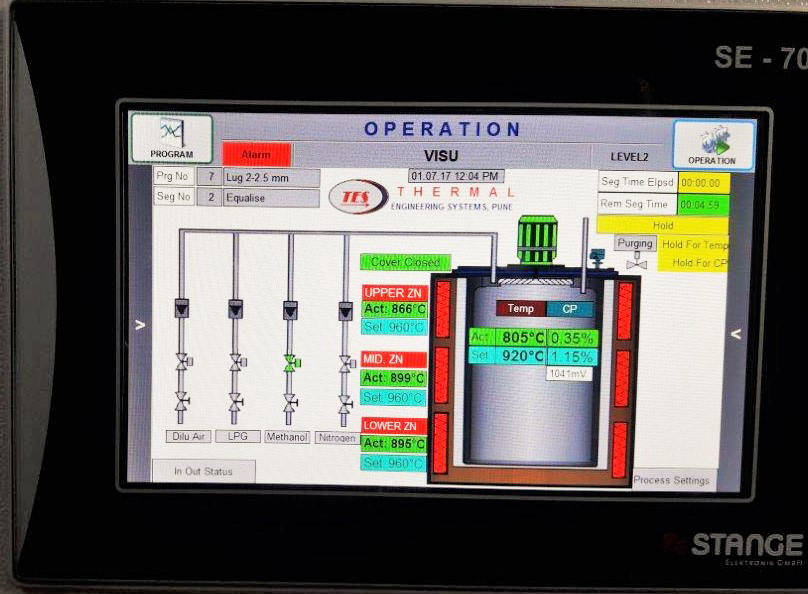 SE - 70
OPERATION
PROGRAM
Alarm
VISU
LEVEL2
OPERATION
Prg No 7 Lug 2-2.5 mm
01.07.17 12:04 PM
Seg Time Elpsd 00:00:00
Seg No 2 Equalise
TES
THERMAL
ENGINEERING SYSTEMS, PUNE
Rem Seg Time 00:04:59
Hold
Purging
Hold For Temp
Hold For CP
Cover Closed
UPPER ZN
Act: 866°C
Set: 960°C
Temp CP
Act: 805°C 0.35%
Set: 920°C 1.15%
1041mV
MID. ZN
Act: 899°C
Set: 960°C
LOWER ZN
Act: 895°C
Set: 960°C
Dilu Air LPG Methanol Nitrogen
In Out Status
Process Settings
STANGE
ELEKTRONIK GMBH